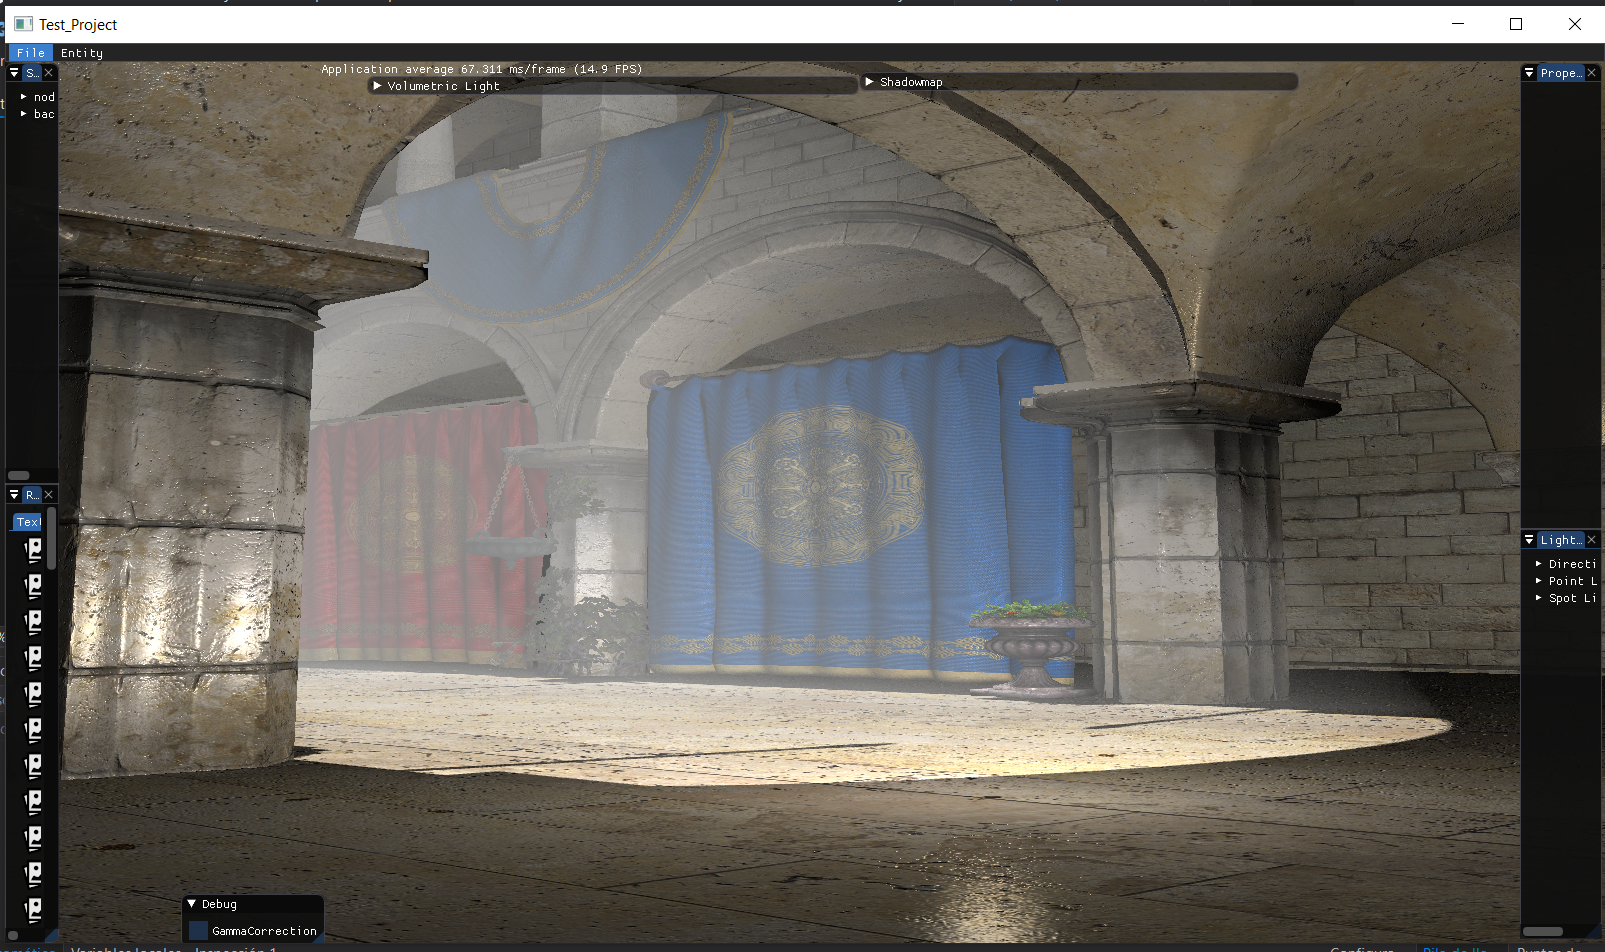 Test_Project
File Entity
S..
nod
bac
Application average 67.311 ms/frame (14.9 FPS)
Volumetric Light
Shadowmap
Prope...
R..
Tex
Light...
Directi
Point L
Spot Li
Debug
GammaCorrection